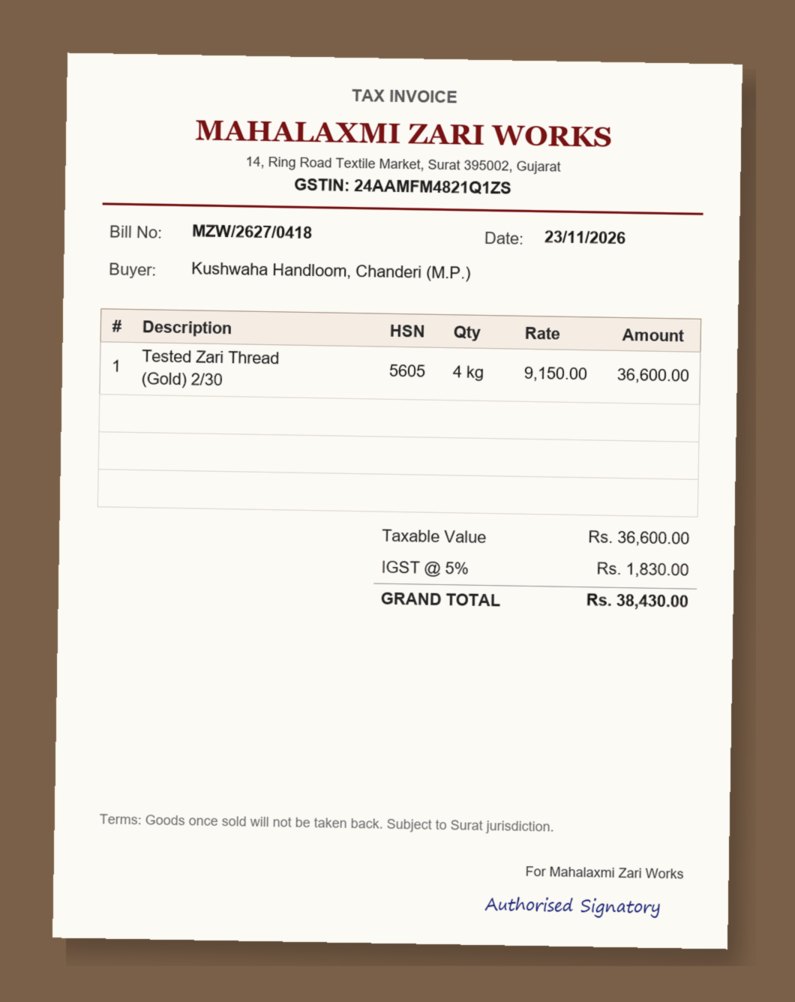 TAX INVOICE
MAHALAXMI ZARI WORKS
14, Ring Road Textile Market, Surat 395002, Gujarat
GSTIN: 24AAMFM4821Q1ZS
Bill No: MZW/2627/0418 Date: 23/11/2026
Buyer: Kushwaha Handloom, Chanderi (M.P.)
# Description HSN Qty Rate Amount
1 Tested Zari Thread (Gold) 2/30 5605 4 kg 9,150.00 36,600.00
Taxable Value Rs. 36,600.00
IGST @ 5% Rs. 1,830.00
GRAND TOTAL Rs. 38,430.00
Terms: Goods once sold will not be taken back. Subject to Surat jurisdiction.
For Mahalaxmi Zari Works
Authorised Signatory